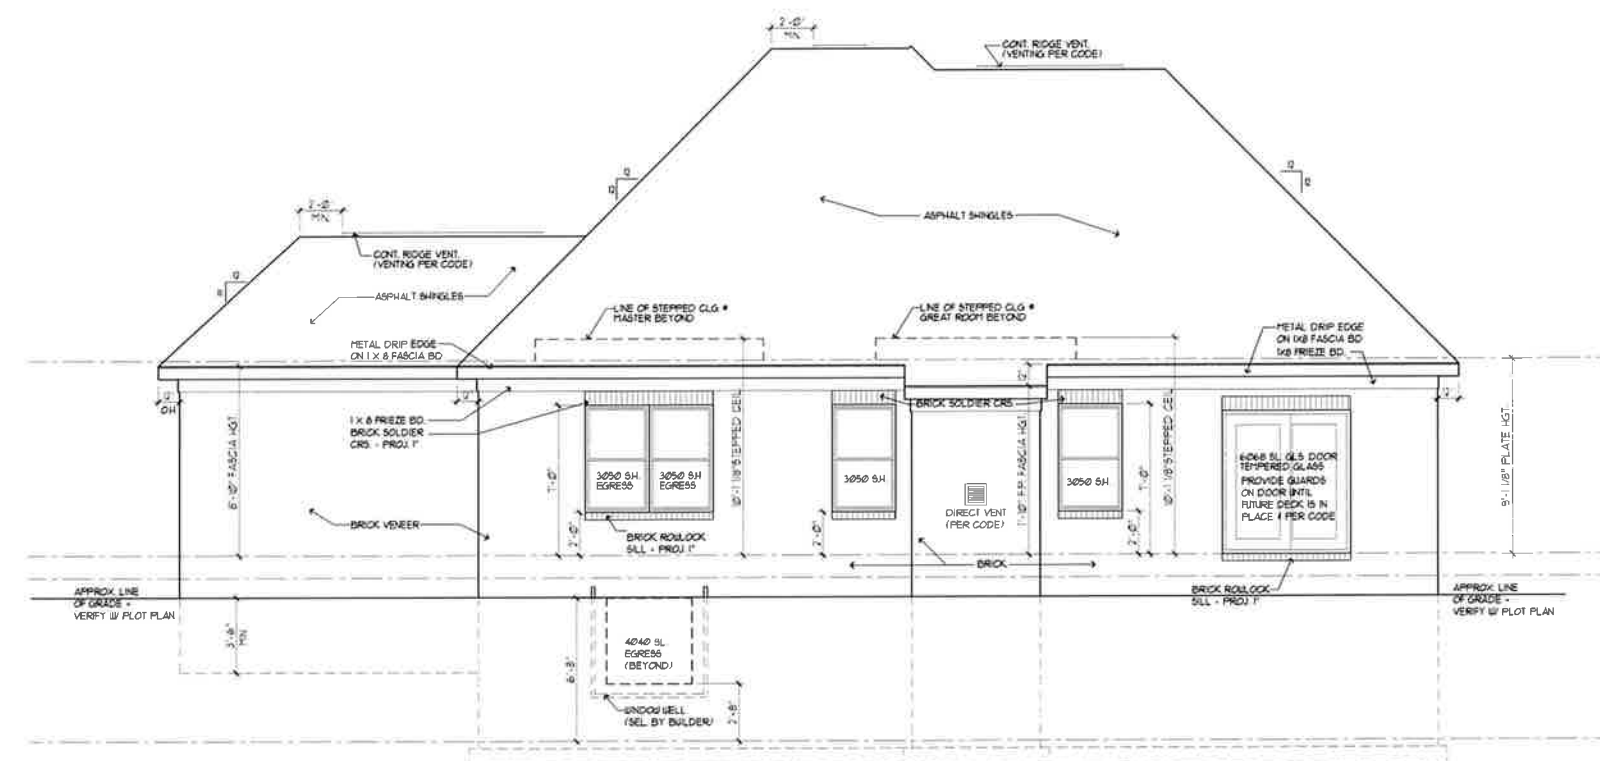 2'-0"
MIN.
CONT. RIDGE VENT.
(VENTING PER CODE)
12
12
12
12
ASPHALT SHINGLES
2'-0"
MIN.
CONT. RIDGE VENT.
(VENTING PER CODE)
12
ASPHALT SHINGLES
LINE OF STEPPED CLG @
MASTER BEYOND
LINE OF STEPPED CLG @
GREAT ROOM BEYOND
METAL DRIP EDGE
ON 1 X 8 FASCIA BD
METAL DRIP EDGE
ON 1X8 FASCIA BD
1X8 FRIEZE BD.
12"
OH
12"
12"
12"
1 X 8 FRIEZE BD.
BRICK SOLDIER
CRS. - PROJ. 1"
BRICK SOLDIER CRS.
8'-10" FASCIA HGT.
7'-0"
2'-0"
3050 S.H.
EGRESS
3050 S.H.
EGRESS
10'-1 1/8" STEPPED CEIL.
2'-0"
3050 S.H.
DIRECT VENT
(PER CODE)
7'-10" F.P. FASCIA HGT.
3050 S.H.
2'-0"
7'-0"
10'-1 1/8" STEPPED CEIL.
6068 SL. GLS. DOOR
TEMPERED GLASS
PROVIDE GUARDS
ON DOOR UNTIL
FUTURE DECK IS IN
PLACE & PER CODE
9'-1 1/8" PLATE HGT.
BRICK VENEER
BRICK ROWLOCK
SILL - PROJ. 1"
BRICK
BRICK ROWLOCK
SILL - PROJ. 1"
APPROX. LINE
OF GRADE -
VERIFY W/ PLOT PLAN
APPROX. LINE
OF GRADE -
VERIFY W/ PLOT PLAN
MIN.
4040 SL.
EGRESS
(BEYOND)
6'-8"
2'-8"
WINDOW WELL
(SEL. BY BUILDER)